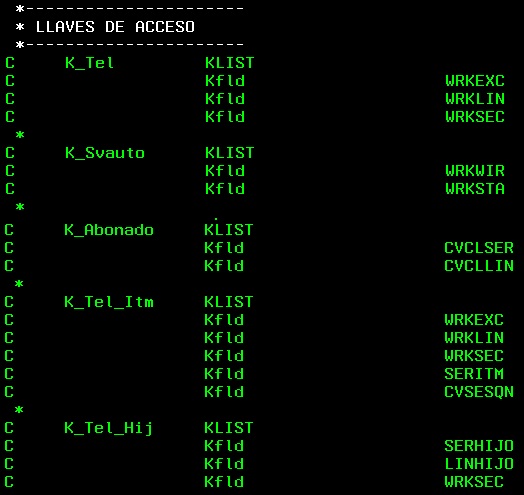 *----------------------
* LLAVES DE ACCESO
*----------------------
C     K_Tel         KLIST
C                   Kfld                    WRKEXC
C                   Kfld                    WRKLIN
C                   Kfld                    WRKSEC
*
C     K_Svauto      KLIST
C                   Kfld                    WRKWIR
C                   Kfld                    WRKSTA
*
C     K_Abonado     KLIST
C                   Kfld                    CVCLSER
C                   Kfld                    CVCLLIN
*
C     K_Tel_Itm     KLIST
C                   Kfld                    WRKEXC
C                   Kfld                    WRKLIN
C                   Kfld                    WRKSEC
C                   Kfld                    SERITM
C                   Kfld                    CVSESQN
*
C     K_Tel_Hij     KLIST
C                   Kfld                    SERHIJO
C                   Kfld                    LINHIJO
C                   Kfld                    WRKSEC